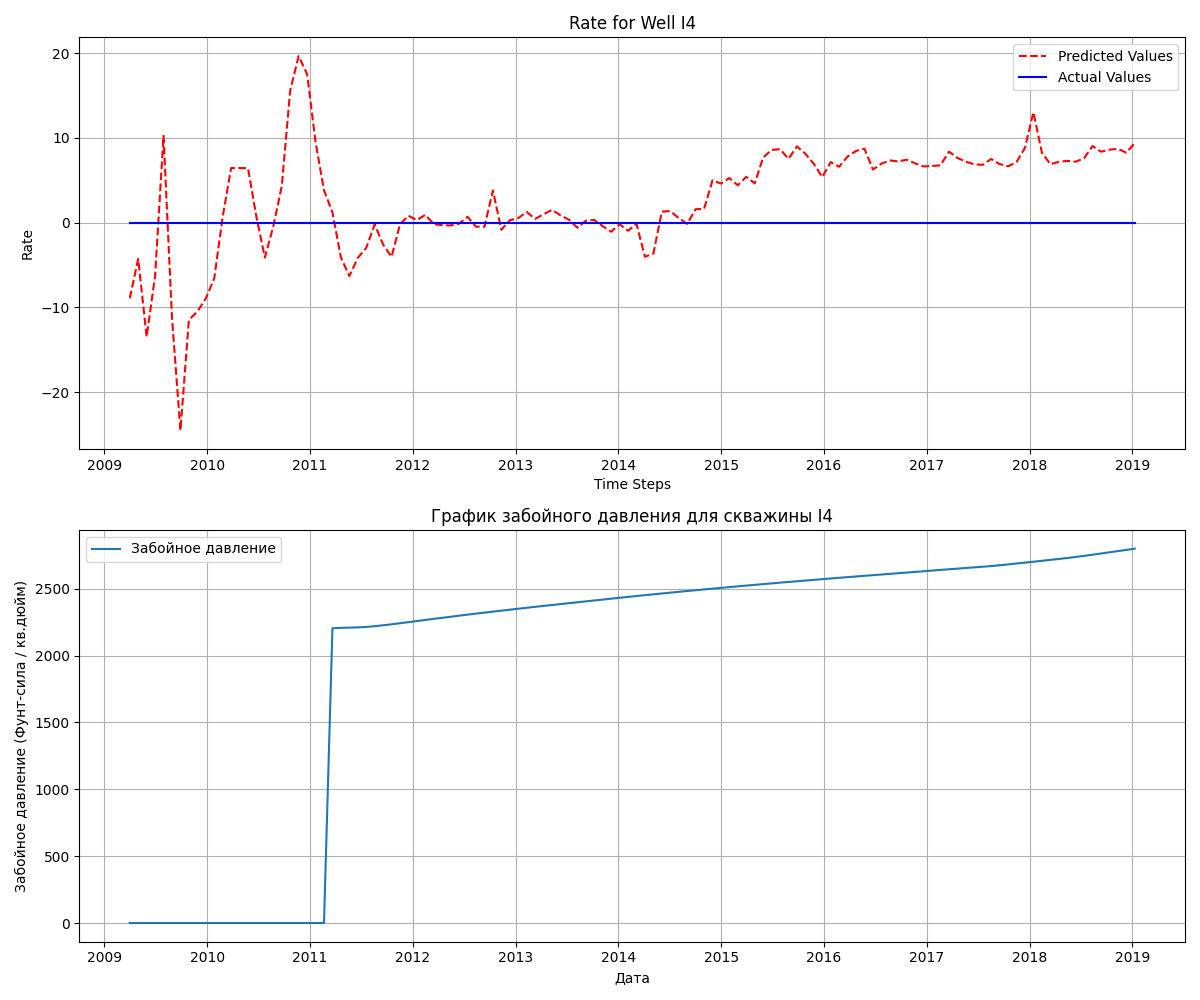 Rate for Well I4
Predicted Values
Actual Values
20
10
0
−10
−20
Rate
2009 2010 2011 2012 2013 2014 2015 2016 2017 2018 2019
Time Steps
График забойного давления для скважины I4
Забойное давление
2500
2000
1500
1000
500
0
Забойное давление (Фунт-сила / кв.дюйм)
2009 2010 2011 2012 2013 2014 2015 2016 2017 2018 2019
Дата